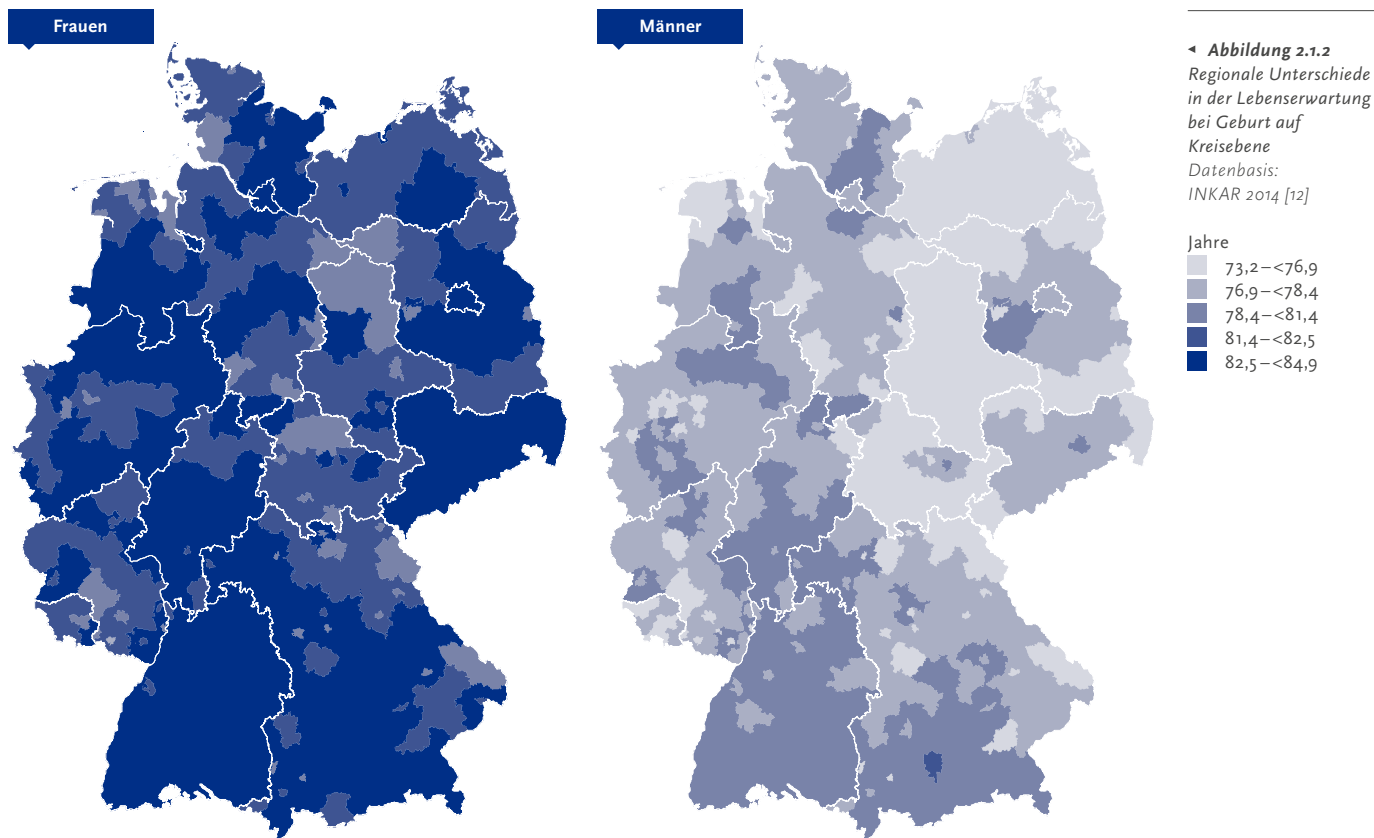 Frauen
Männer
◂ Abbildung 2.1.2
Regionale Unterschiede
in der Lebenserwartung
bei Geburt auf
Kreisebene
Datenbasis:
INKAR 2014 [12]
Jahre
73,2–<76,9
76,9–<78,4
78,4–<81,4
81,4–<82,5
82,5–<84,9